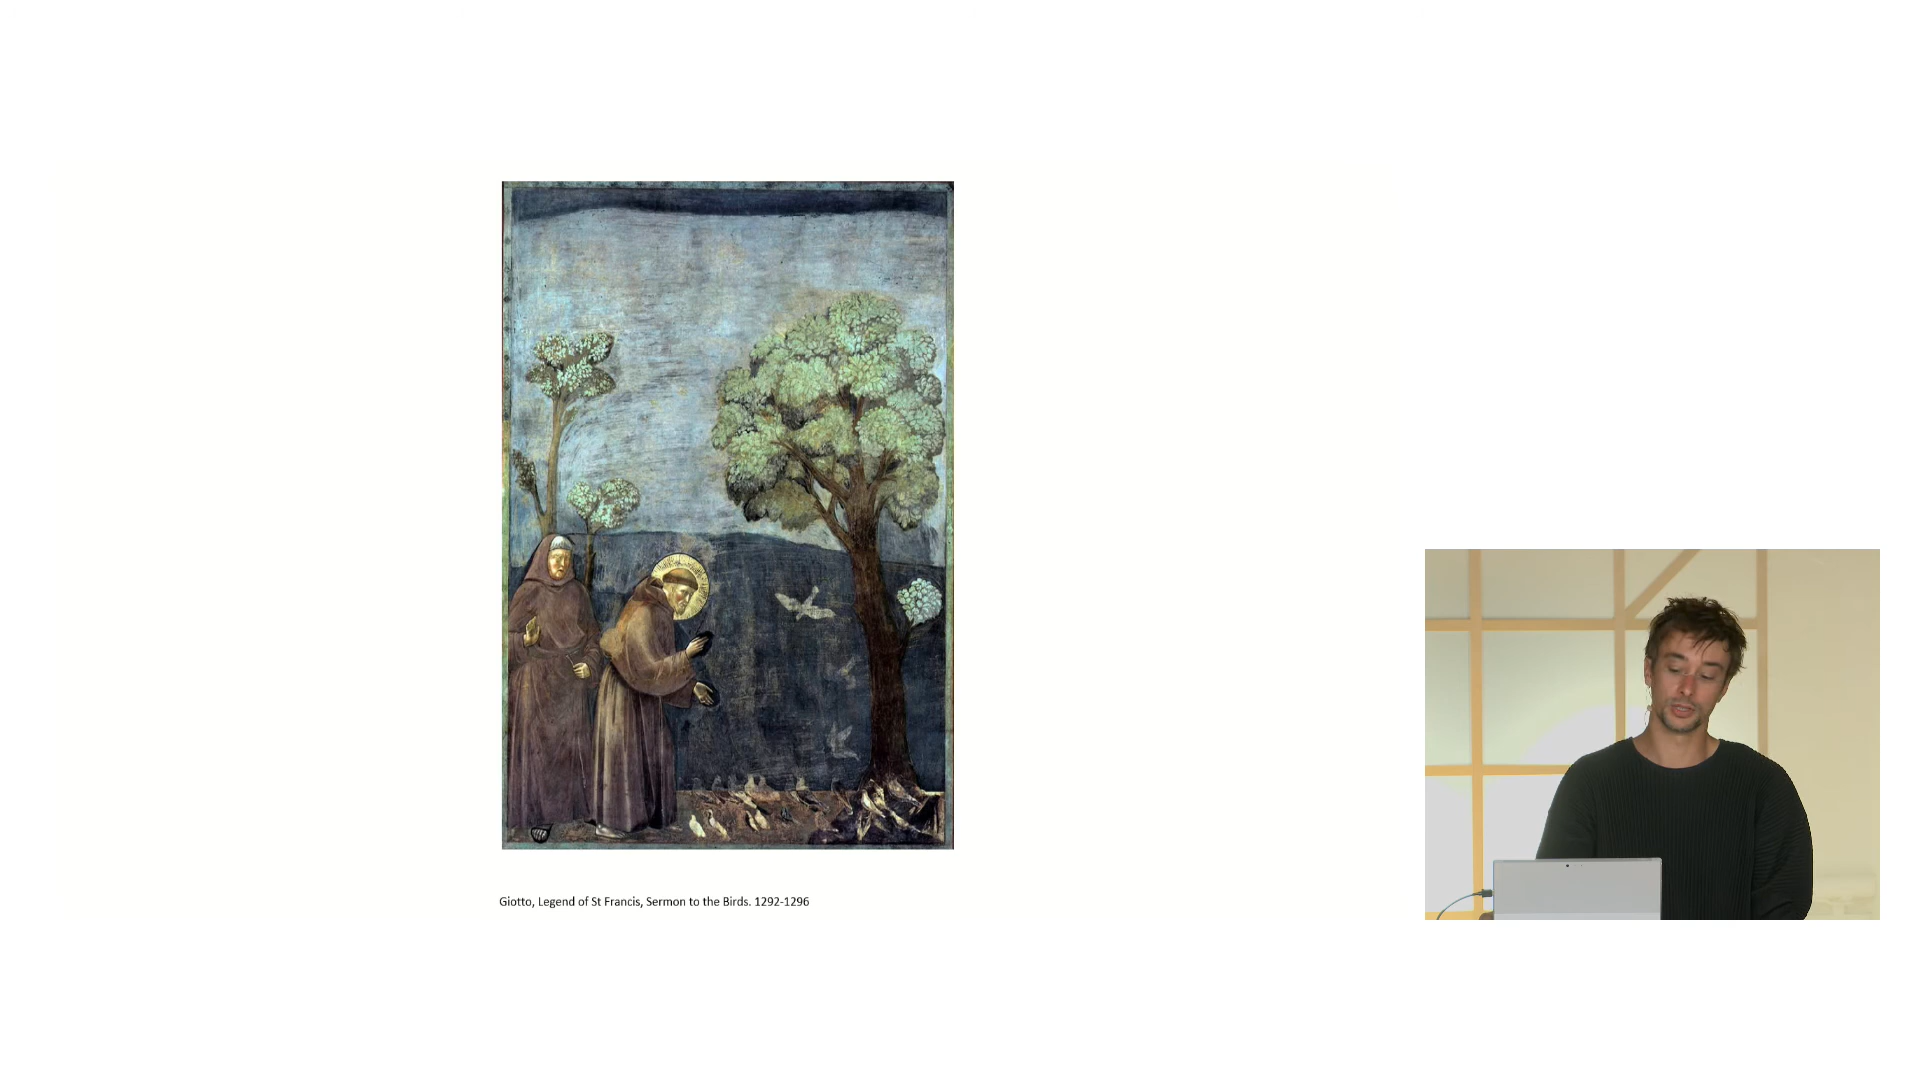 Giotto, Legend of St Francis, Sermon to the Birds. 1292-1296